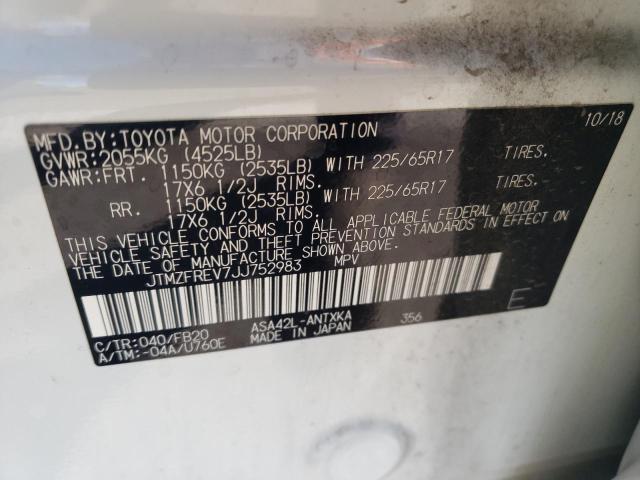 MFD.BY:TOYOTA MOTOR CORPORATION 10/18
GVWR:2055KG (4525LB)
GAWR:FRT. 1150KG (2535LB) WITH 225/65R17 TIRES.
17X6 1/2J RIMS.
RR. 1150KG (2535LB) WITH 225/65R17 TIRES.
17X6 1/2J RIMS.
THIS VEHICLE CONFORMS TO ALL APPLICABLE FEDERAL MOTOR
VEHICLE SAFETY AND THEFT PREVENTION STANDARDS IN EFFECT ON
THE DATE OF MANUFACTURE SHOWN ABOVE.
JTMZFREV7JJ752983 MPV
E
C/TR:040/FB20 ASA42L-ANTXKA 356
A/TM:-04A/U760E MADE IN JAPAN